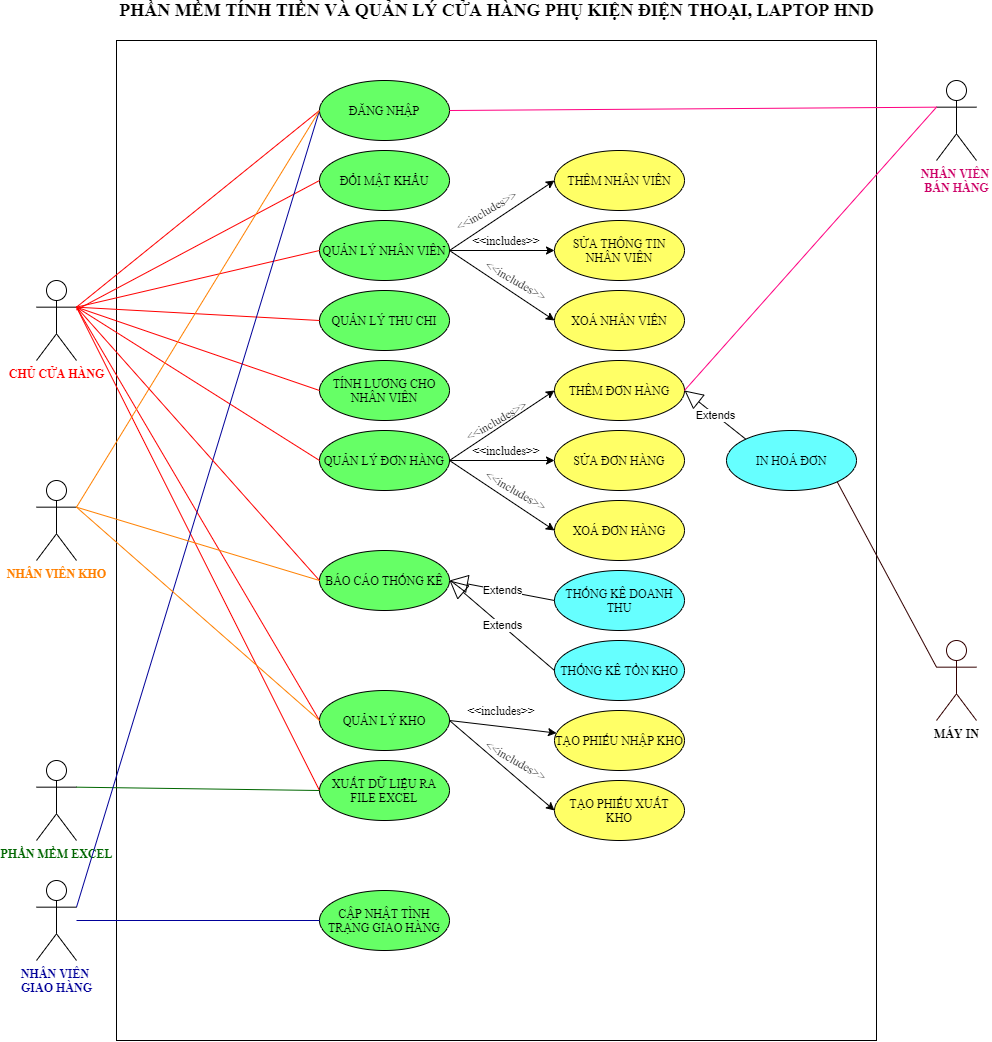 PHẦN MỀM TÍNH TIỀN VÀ QUẢN LÝ CỬA HÀNG PHỤ KIỆN ĐIỆN THOẠI, LAPTOP HND
ĐĂNG NHẬP
NHÂN VIÊN
BÁN HÀNG
ĐỔI MẬT KHẨU
THÊM NHÂN VIÊN
<<includes>>
QUẢN LÝ NHÂN VIÊN
<<includes>>
SỬA THÔNG TIN
NHÂN VIÊN
<<includes>>
QUẢN LÝ THU CHI
XOÁ NHÂN VIÊN
CHỦ CỬA HÀNG
TÍNH LƯƠNG CHO
NHÂN VIÊN
THÊM ĐƠN HÀNG
Extends
<<includes>>
QUẢN LÝ ĐƠN HÀNG
<<includes>>
SỬA ĐƠN HÀNG
IN HOÁ ĐƠN
<<includes>>
XOÁ ĐƠN HÀNG
NHÂN VIÊN KHO
BÁO CÁO THỐNG KÊ
Extends
THỐNG KÊ DOANH
THU
Extends
THỐNG KÊ TỒN KHO
QUẢN LÝ KHO
<<includes>>
TẠO PHIẾU NHẬP KHO
MÁY IN
<<includes>>
XUẤT DỮ LIỆU RA
FILE EXCEL
TẠO PHIẾU XUẤT
KHO
PHẦN MỀM EXCEL
CẬP NHẬT TÌNH
TRẠNG GIAO HÀNG
NHÂN VIÊN
GIAO HÀNG